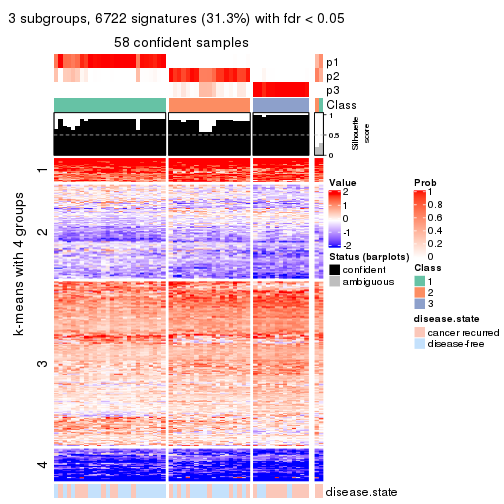 3 subgroups, 6722 signatures (31.3%) with fdr < 0.05
58 confident samples
p1
p2
p3
Class
1
0.5
0
Silhouette
score
1
2
3
4
k-means with 4 groups
disease.state
Value
2
1
0
-1
-2
Status (barplots)
confident
ambiguous
Prob
1
0.8
0.6
0.4
0.2
0
Class
1
2
3
disease.state
cancer recurred
disease-free